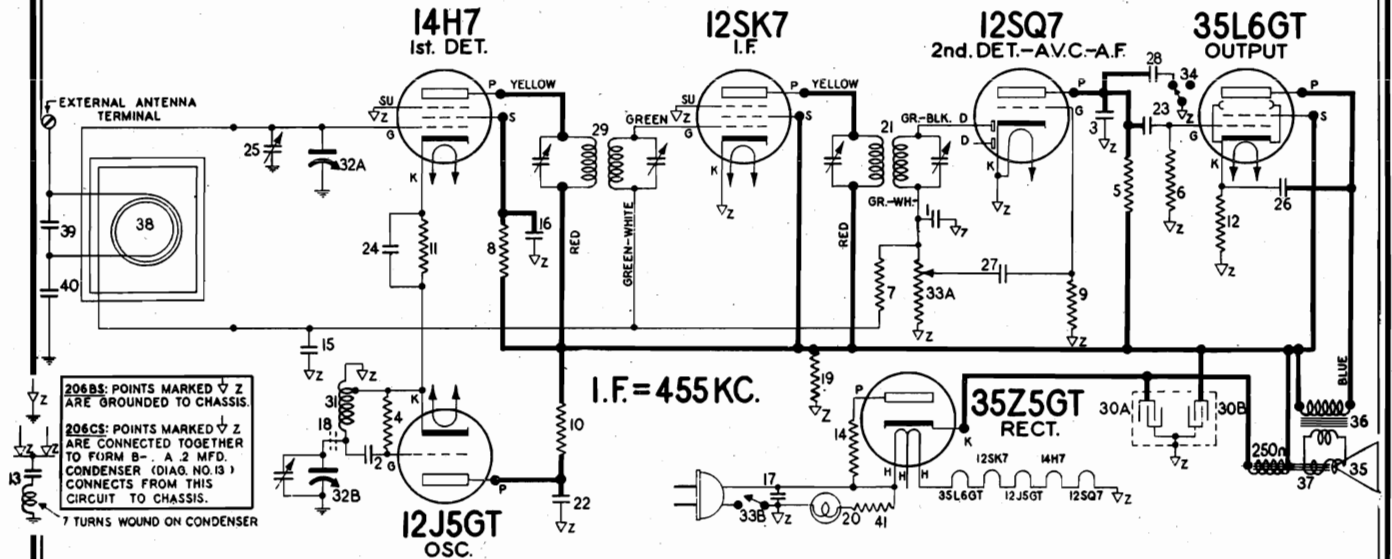 14H7
1st. DET.
12SK7
I.F.
12SQ7
2nd. DET.-A.V.C.-A.F.
35L6GT
OUTPUT
EXTERNAL ANTENNA
TERMINAL
25
32A
SU
Z
G
P
YELLOW
S
K
29
GREEN
SU
Z
G
P
YELLOW
S
K
Z
21
GR.-BLK.
D
D
P
G
K
Z
28
34
Z
3
Z
23
G
P
S
K
39
38
40
24
11
8
16
Z
RED
GREEN-WHITE
RED
GR.-WH.
1
7
7
33A
Z
27
9
Z
5
6
Z
12
Z
26
15
Z
I.F. = 455 KC.
19
Z
Z
206BS: POINTS MARKED Z
ARE GROUNDED TO CHASSIS.
206CS: POINTS MARKED Z
ARE CONNECTED TOGETHER
TO FORM B-. A .2 MFD.
CONDENSER (DIAG. NO. 13)
CONNECTS FROM THIS
CIRCUIT TO CHASSIS.
Z
Z
13
7 TURNS WOUND ON CONDENSER
31
Z
18
4
2
32B
K
G
P
10
22
Z
12J5GT
OSC.
P
35Z5GT
RECT.
K
14
H
H
H
17
33B
Z
20
41
35L6GT
12SK7
12J5GT
14H7
12SQ7
Z
30A
30B
Z
BLUE
36
35
37